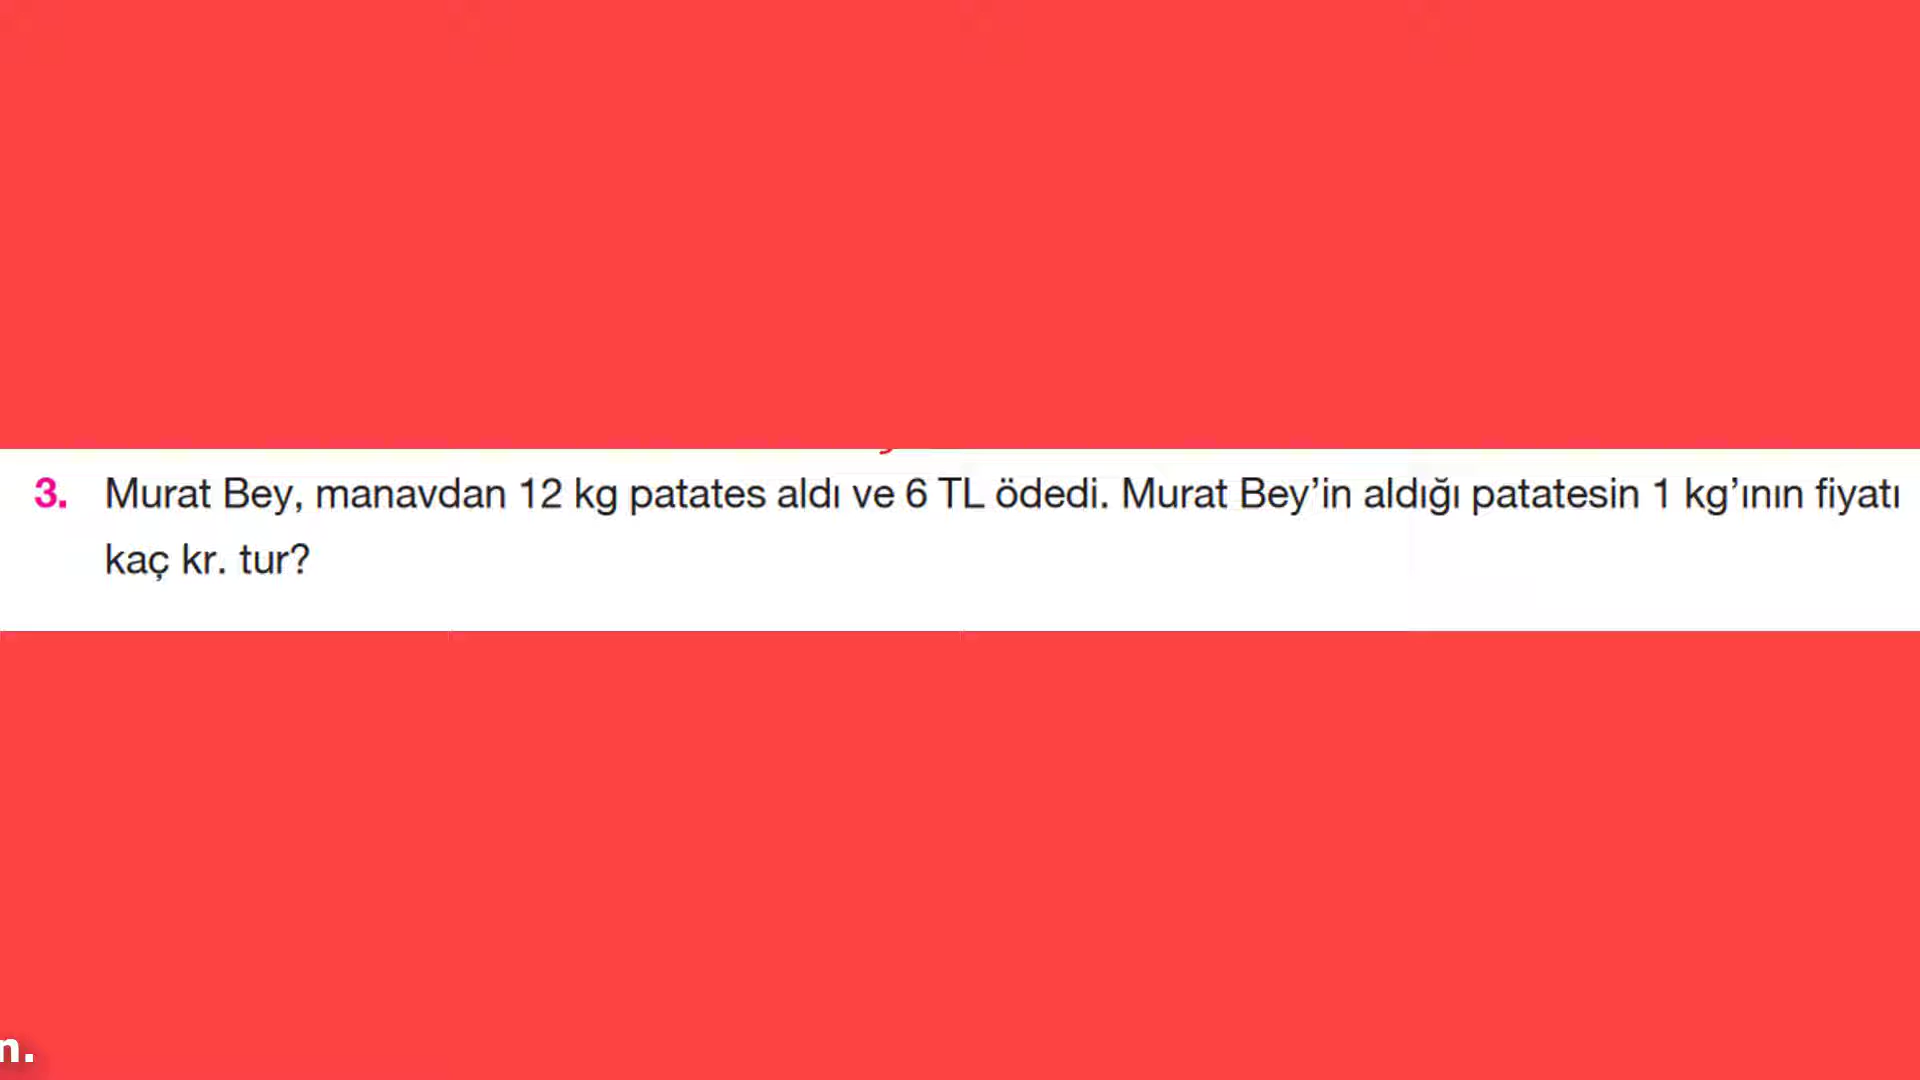 3. Murat Bey, manavdan 12 kg patates aldı ve 6 TL ödedi. Murat Bey’in aldığı patatesin 1 kg’ının fiyatı
kaç kr. tur?
n.